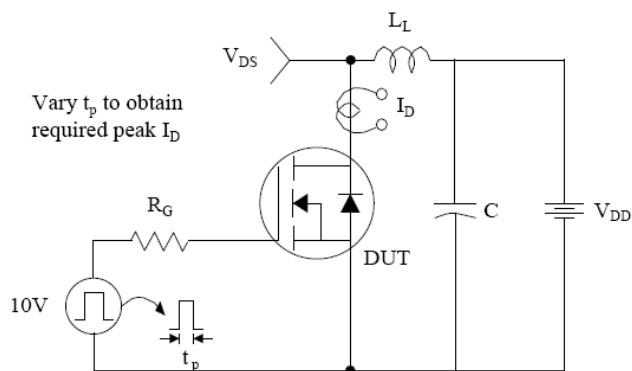 L_L
V_DS
Vary t_p to obtain
required peak I_D
I_D
R_G
C
V_DD
DUT
10V
t_p